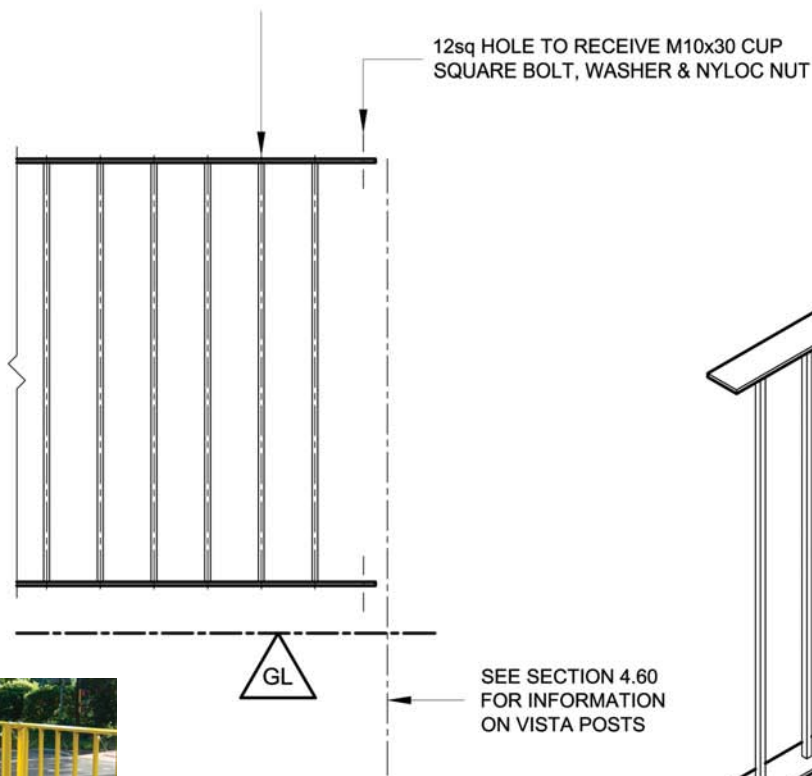 12sq HOLE TO RECEIVE M10x30 CUP
SQUARE BOLT, WASHER & NYLOC NUT
GL
SEE SECTION 4.60
FOR INFORMATION
ON VISTA POSTS